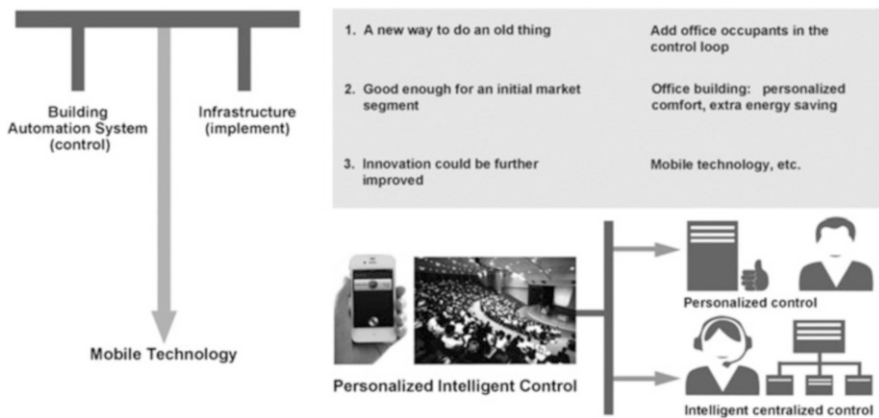 Building
Automation System
(control)
Infrastructure
(implement)
Mobile Technology
1. A new way to do an old thing
Add office occupants in the
control loop
2. Good enough for an initial market
segment
Office building: personalized
comfort, extra energy saving
3. Innovation could be further
improved
Mobile technology, etc.
Personalized Intelligent Control
Personalized control
Intelligent centralized control